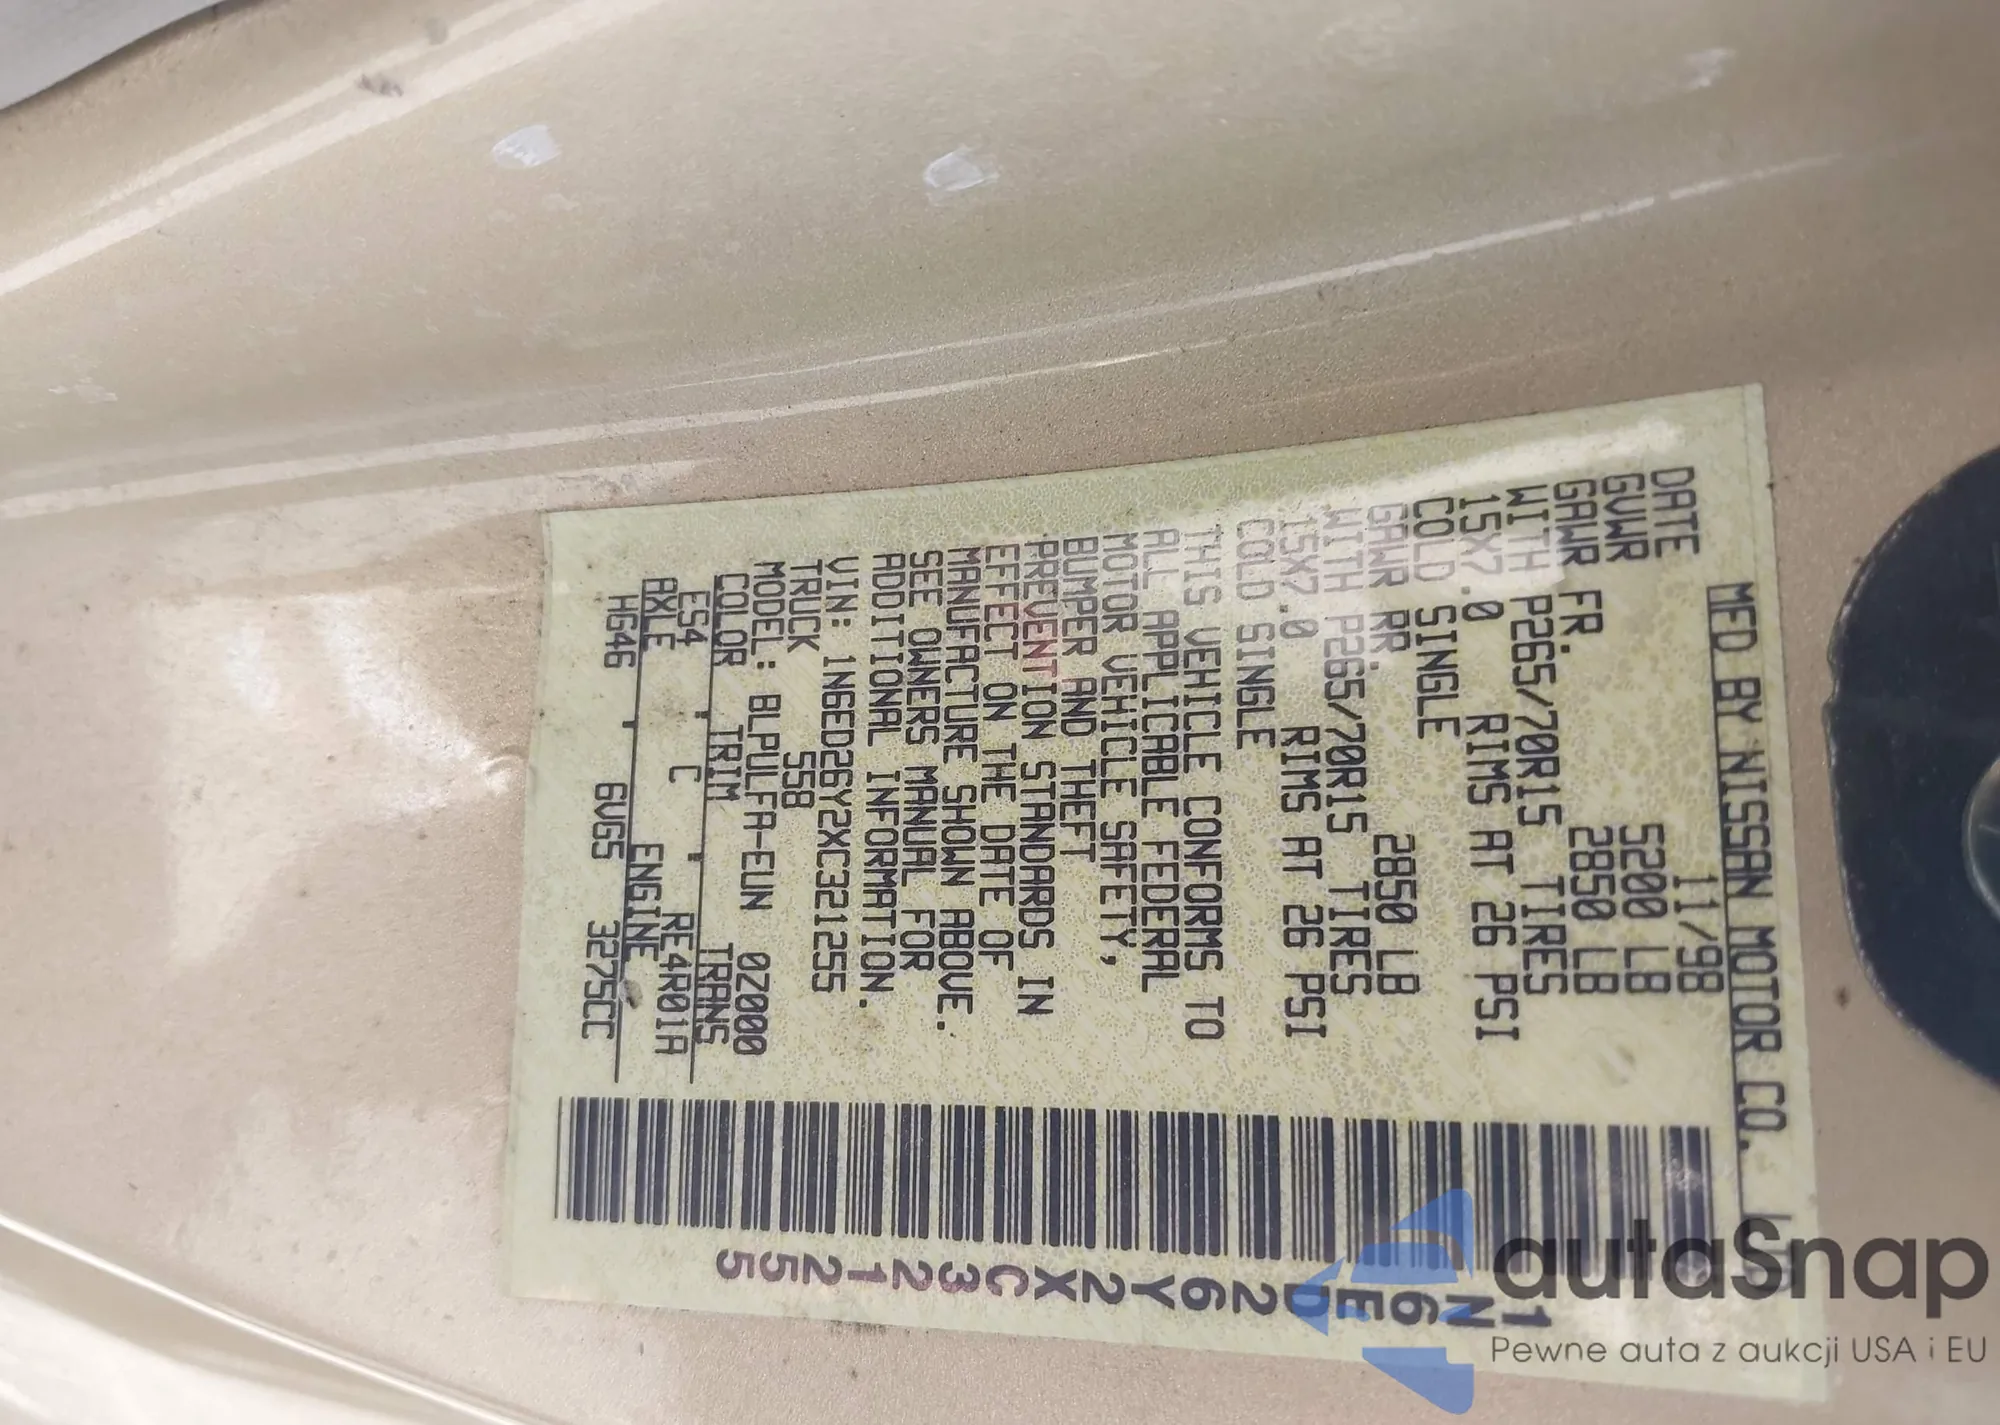 MFD BY NISSAN MOTOR CO. LTD
DATE 11/98
GVWR 5200 LB
GAWR FR. 2850 LB
WITH P265/70R15 TIRES
15X7.0 RIMS AT 26 PSI
COLD SINGLE
GAWR RR. 2850 LB
WITH P265/70R15 TIRES
15X7.0 RIMS AT 26 PSI
COLD SINGLE
THIS VEHICLE CONFORMS TO
ALL APPLICABLE FEDERAL
MOTOR VEHICLE SAFETY,
BUMPER AND THEFT
PREVENTION STANDARDS IN
EFFECT ON THE DATE OF
MANUFACTURE SHOWN ABOVE.
SEE OWNERS MANUAL FOR
ADDITIONAL INFORMATION.
VIN: 1N6ED26Y2XC321255
TRUCK 558
MODEL: BLPULFA-EUN 0Z000
COLOR TRIM TRANS
ES4 C RE4R01A
AXLE ENGINE
HG46 6VG5 3275CC
1N6ED26Y2XC321255
autaSnap
Pewne auta z aukcji USA i EU